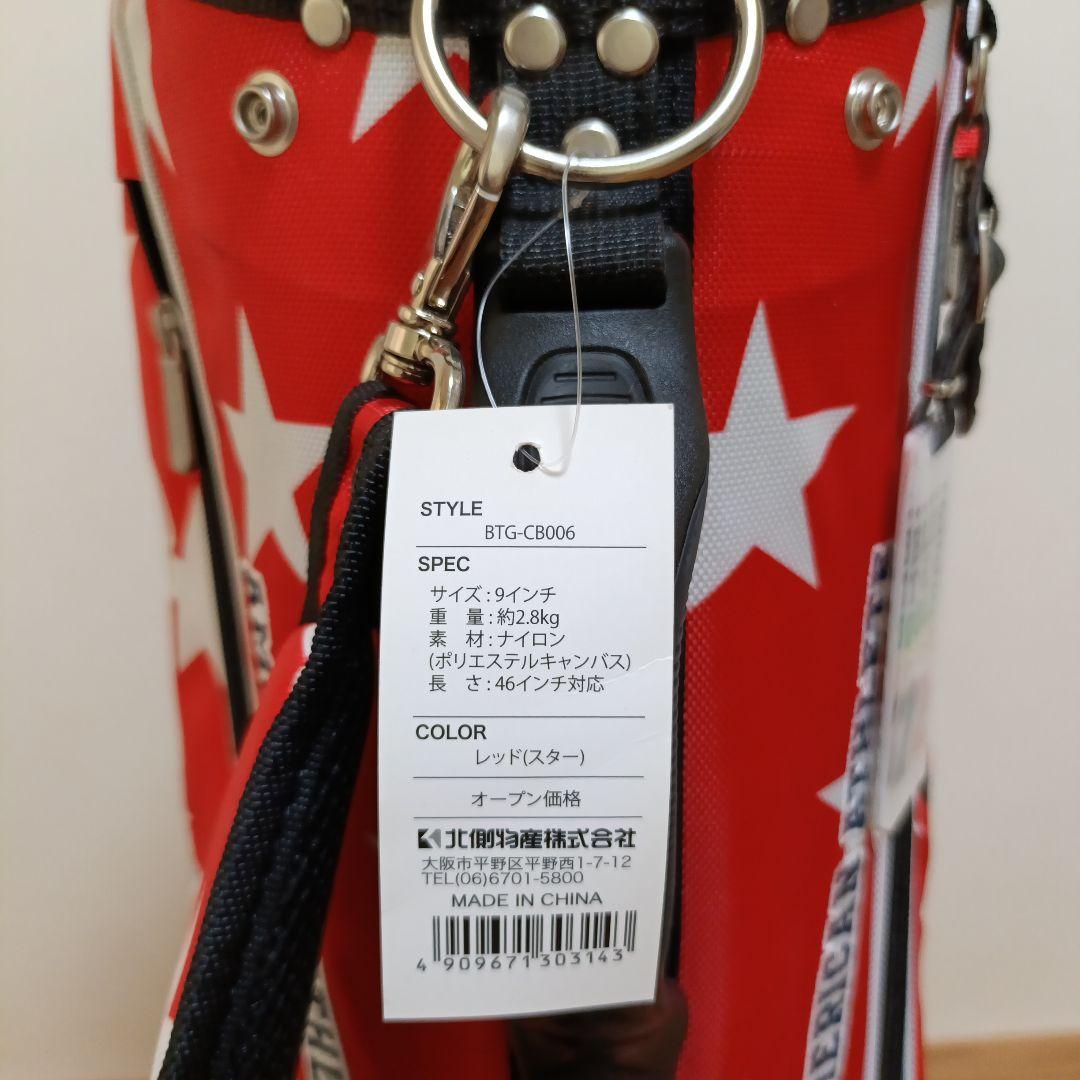 STYLE
BTG-CB006
SPEC
サイズ : 9インチ
重　量 : 約2.8kg
素　材 : ナイロン
(ポリエステルキャンバス)
長　さ : 46インチ対応
COLOR
レッド(スター)
オープン価格
北側物産株式会社
大阪市平野区平野西1-7-12
TEL(06)6701-5800
MADE IN CHINA
4 909671 303143
AMERICAN ATHLETE